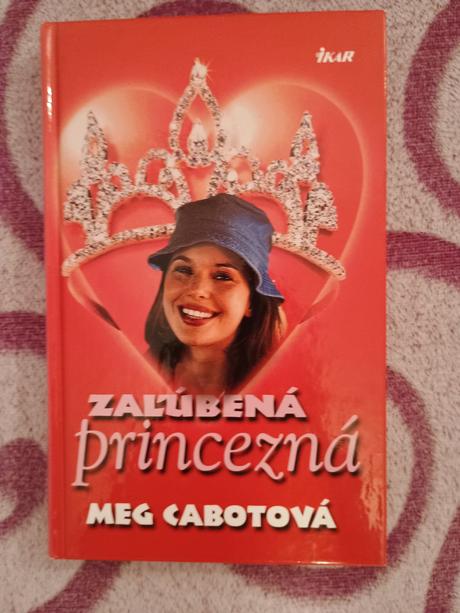 iKAR
ZAĽÚBENÁ
princezná
MEG CABOTOVÁ